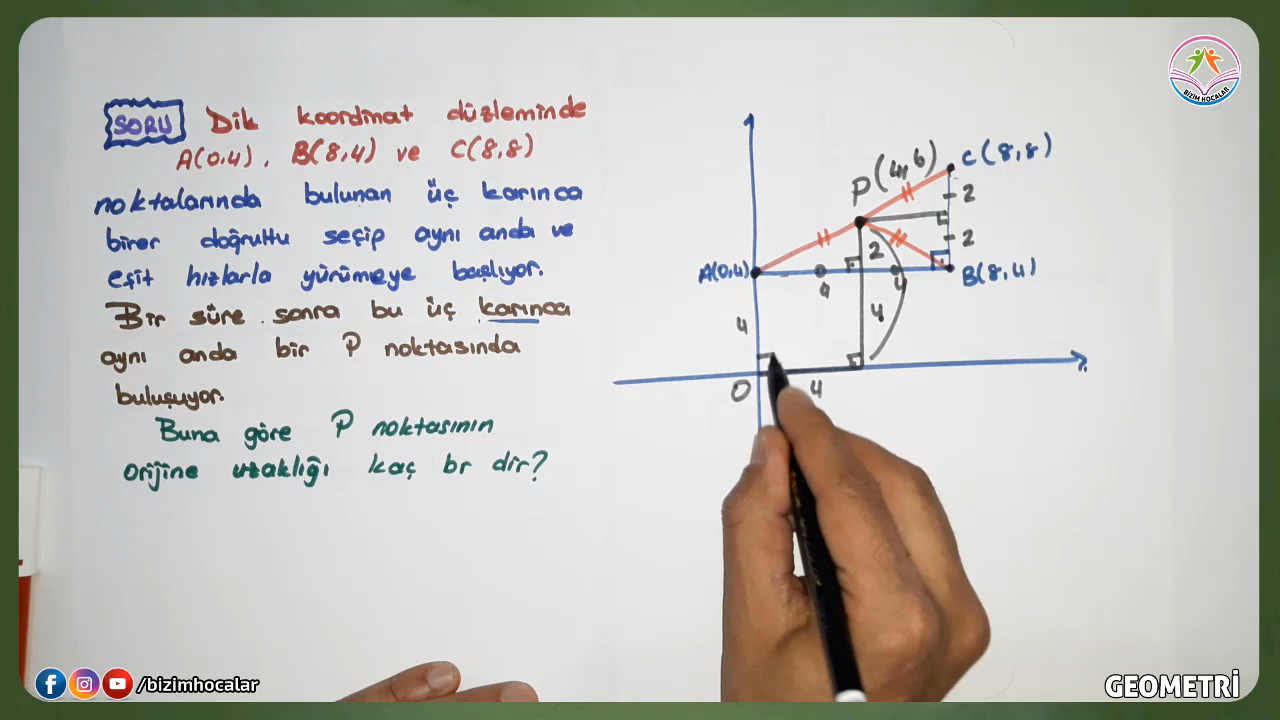 SORU Dik koordinat düzleminde
A(0,4), B(8,4) ve C(8,8)
noktalarında bulunan üç karınca
birer doğrultu seçip aynı anda ve
eşit hızlarla yürümeye başlıyor.
Bir süre sonra bu üç karınca
aynı anda bir P noktasında
buluşuyor.
Buna göre P noktasının
orijine uzaklığı kaç br dir?
P(4,6)
C(8,8)
2
2
2
A(0,4)
B(8,4)
4
4
4
4
O
4
BİZİM HOCALAR
/bizimhocalar
GEOMETRİ